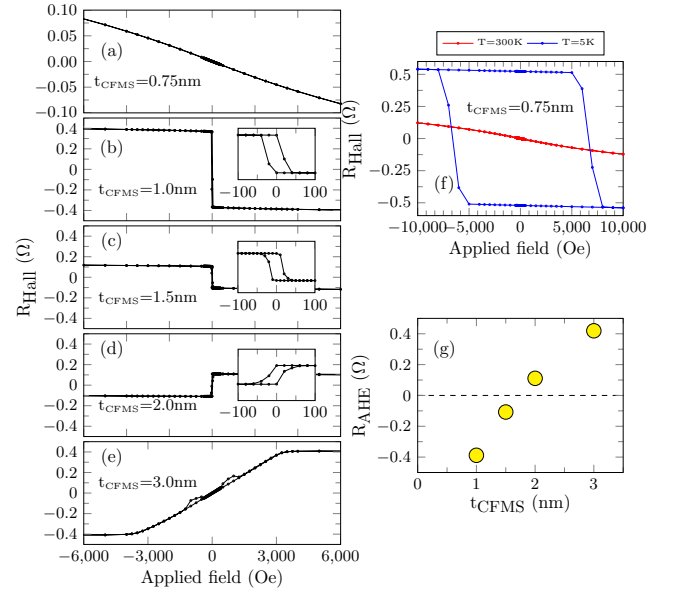 0.10
0.05
0.00
−0.05
−0.10
(a)
t_CFMS=0.75nm
0.4
0.2
0
−0.2
−0.4
(b)
t_CFMS=1.0nm
−100 0 100
0.4
0.2
0
−0.2
−0.4
(c)
t_CFMS=1.5nm
−100 0 100
0.4
0.2
0
−0.2
−0.4
(d)
t_CFMS=2.0nm
−100 0 100
0.4
0.2
0
−0.2
−0.4
(e)
t_CFMS=3.0nm
−6,000 −3,000 0 3,000 6,000
Applied field (Oe)
R_Hall (Ω)
T=300K T=5K
0.5
0.25
0
−0.25
−0.5
t_CFMS=0.75nm
(f)
R_Hall (Ω)
−10,000 −5,000 0 5,000 10,000
Applied field (Oe)
0.4
0.2
0
−0.2
−0.4
(g)
R_AHE (Ω)
0 1 2 3
t_CFMS (nm)